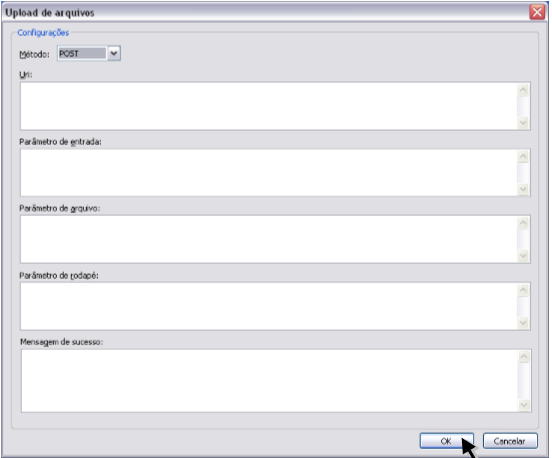 Upload de arquivos
Configurações
Método: POST
Uri:
Parâmetro de entrada:
Parâmetro de arquivo:
Parâmetro de rodapé:
Mensagem de sucesso:
OK Cancelar